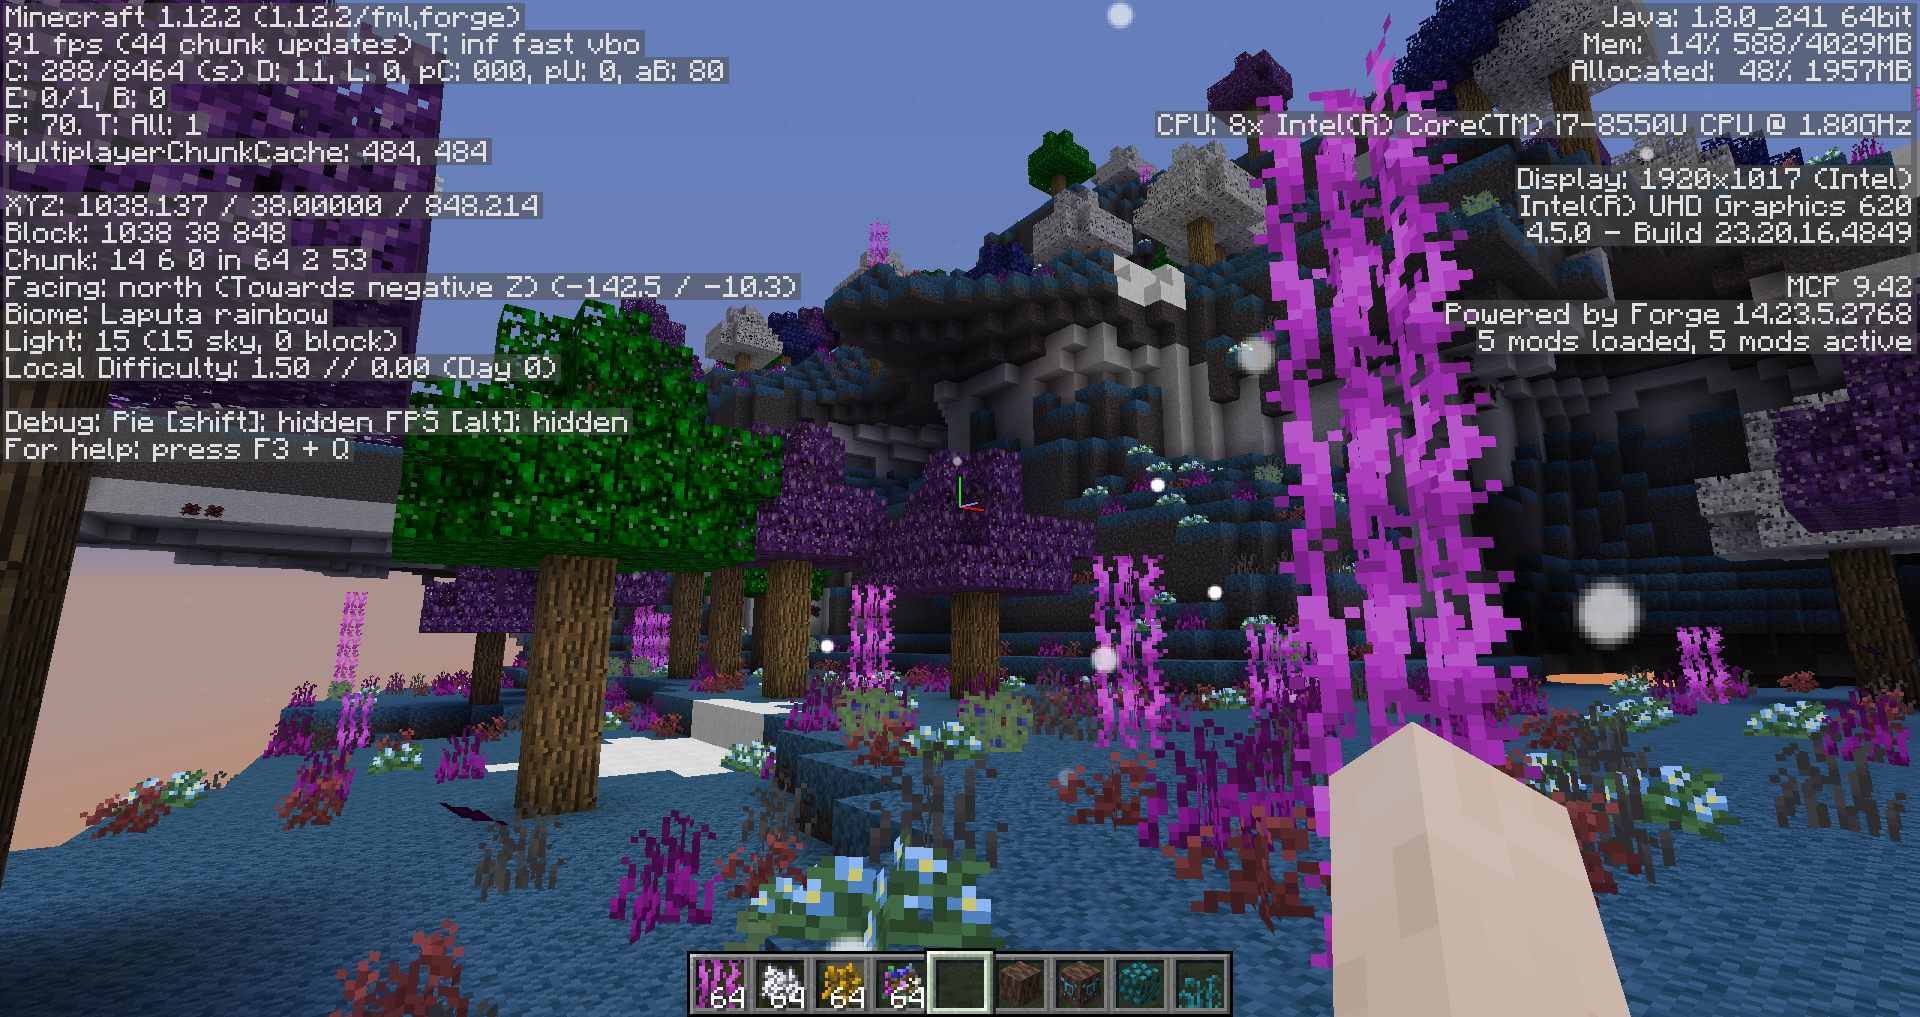 Minecraft 1.12.2 (1.12.2/fml,forge)
91 fps (44 chunk updates) T: inf fast vbo
C: 288/8464 (s) D: 11, L: 0, pC: 000, pU: 0, aB: 80
E: 0/1, B: 0
P: 70. T: All: 1
MultiplayerChunkCache: 484, 484
XYZ: 1038.137 / 38.00000 / 848.214
Block: 1038 38 848
Chunk: 14 6 0 in 64 2 53
Facing: north (Towards negative Z) (-142.5 / -10.3)
Biome: Laputa rainbow
Light: 15 (15 sky, 0 block)
Local Difficulty: 1.50 // 0.00 (Day 0)
Debug: Pie [shift]: hidden FPS [alt]: hidden
For help: press F3 + Q
Java: 1.8.0_241 64bit
Mem: 14% 588/4029MB
Allocated: 48% 1957MB
CPU: 8x Intel(R) Core(TM) i7-8550U CPU @ 1.80GHz
Display: 1920x1017 (Intel)
Intel(R) UHD Graphics 620
4.5.0 - Build 23.20.16.4849
MCP 9.42
Powered by Forge 14.23.5.2768
5 mods loaded, 5 mods active
64 64 64 64